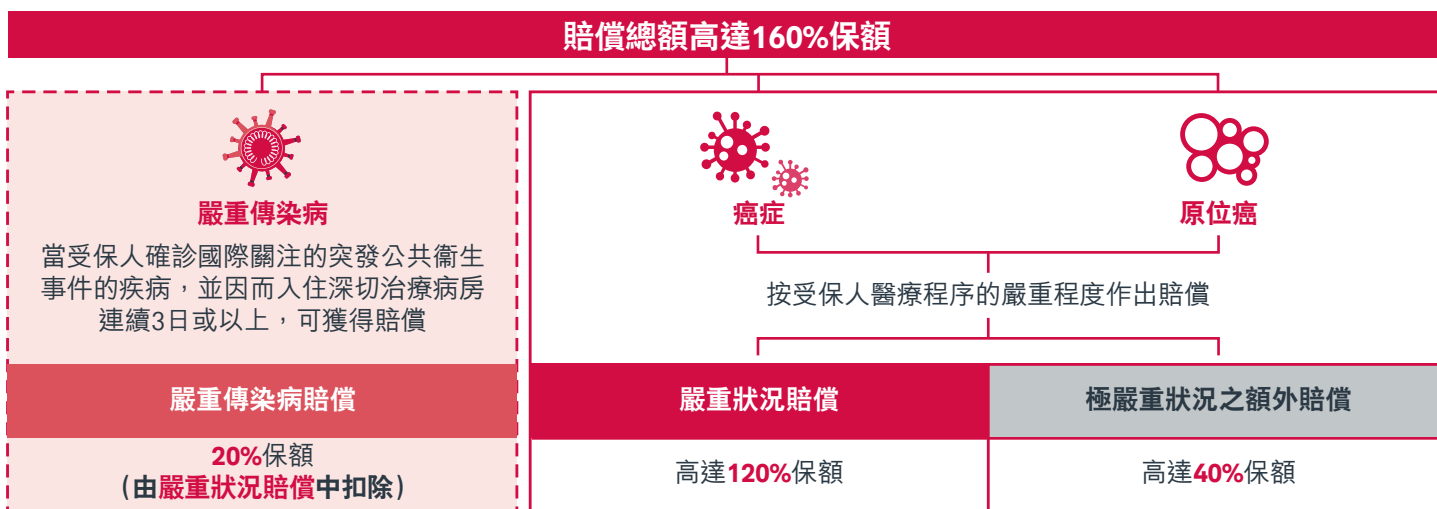 賠償總額高達160%保額
嚴重傳染病
當受保人確診國際關注的突發公共衞生
事件的疾病，並因而入住深切治療病房
連續3日或以上，可獲得賠償
嚴重傳染病賠償
20%保額
(由嚴重狀況賠償中扣除)
癌症
原位癌
按受保人醫療程序的嚴重程度作出賠償
嚴重狀況賠償
高達120%保額
極嚴重狀況之額外賠償
高達40%保額